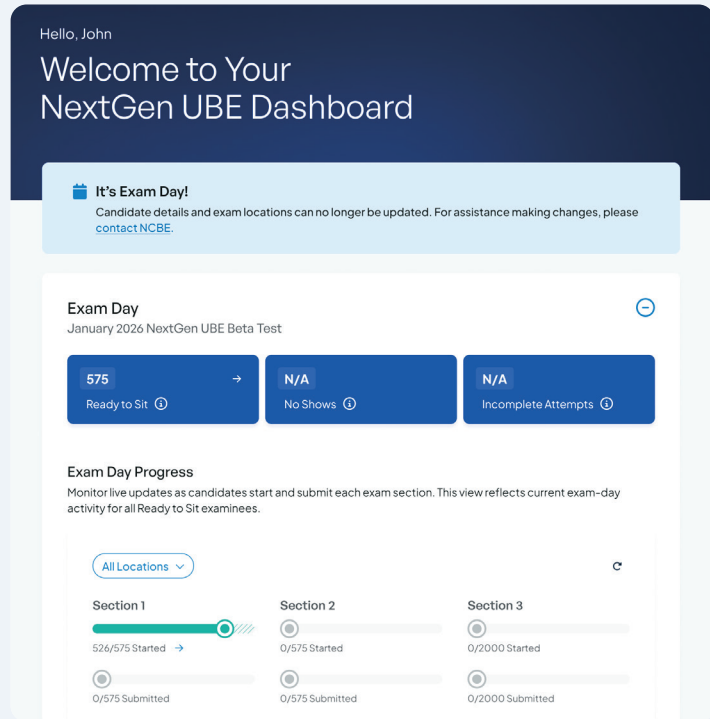 Hello, John
Welcome to Your
NextGen UBE Dashboard
It's Exam Day!
Candidate details and exam locations can no longer be updated. For assistance making changes, please
contact NCBE.
Exam Day
January 2026 NextGen UBE Beta Test
575
Ready to Sit
N/A
No Shows
N/A
Incomplete Attempts
Exam Day Progress
Monitor live updates as candidates start and submit each exam section. This view reflects current exam-day
activity for all Ready to Sit examinees.
All Locations
Section 1
526/575 Started
0/575 Submitted
Section 2
0/575 Started
0/575 Submitted
Section 3
0/2000 Started
0/2000 Submitted